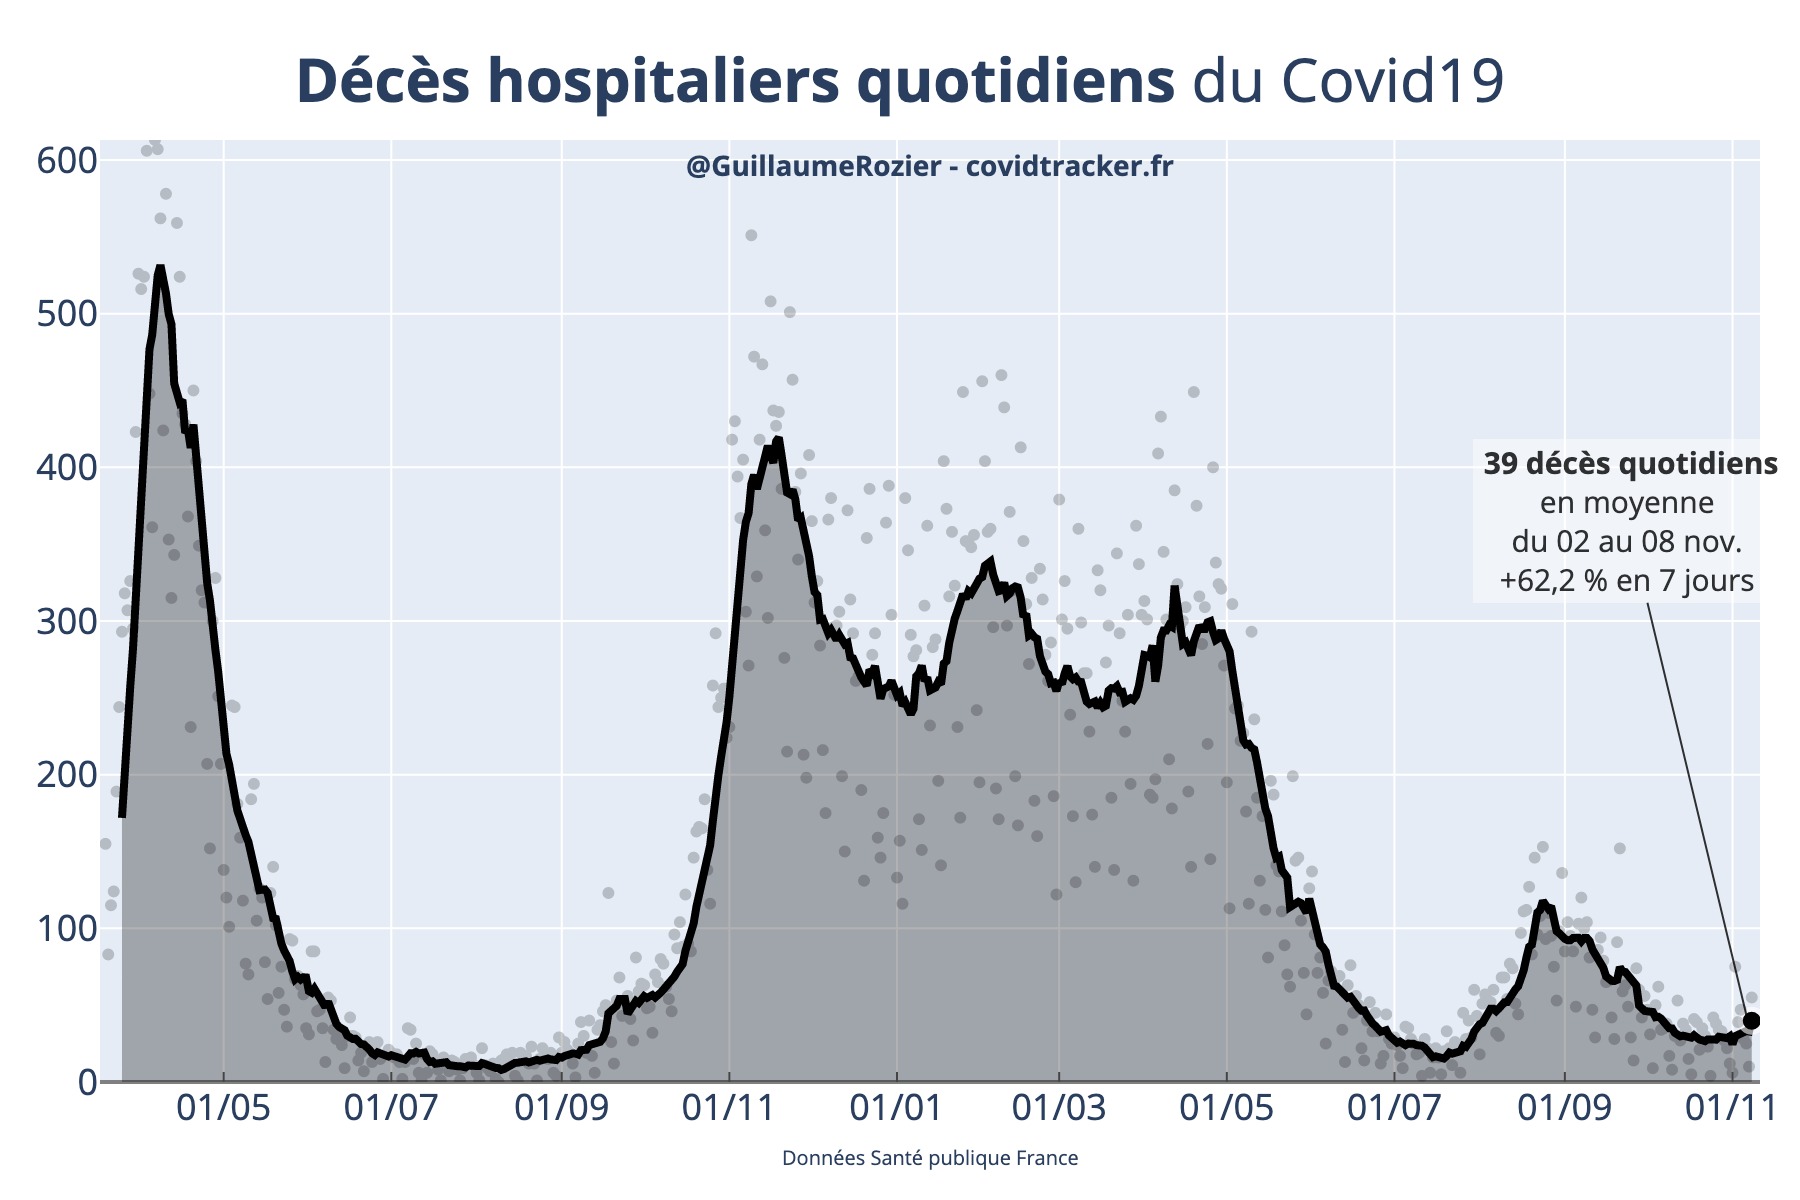 Décès hospitaliers quotidiens du Covid19
@GuillaumeRozier - covidtracker.fr
600
500
400
300
200
100
0
39 décès quotidiens
en moyenne
du 02 au 08 nov.
+62,2 % en 7 jours
01/05 01/07 01/09 01/11 01/01 01/03 01/05 01/07 01/09 01/11
Données Santé publique France